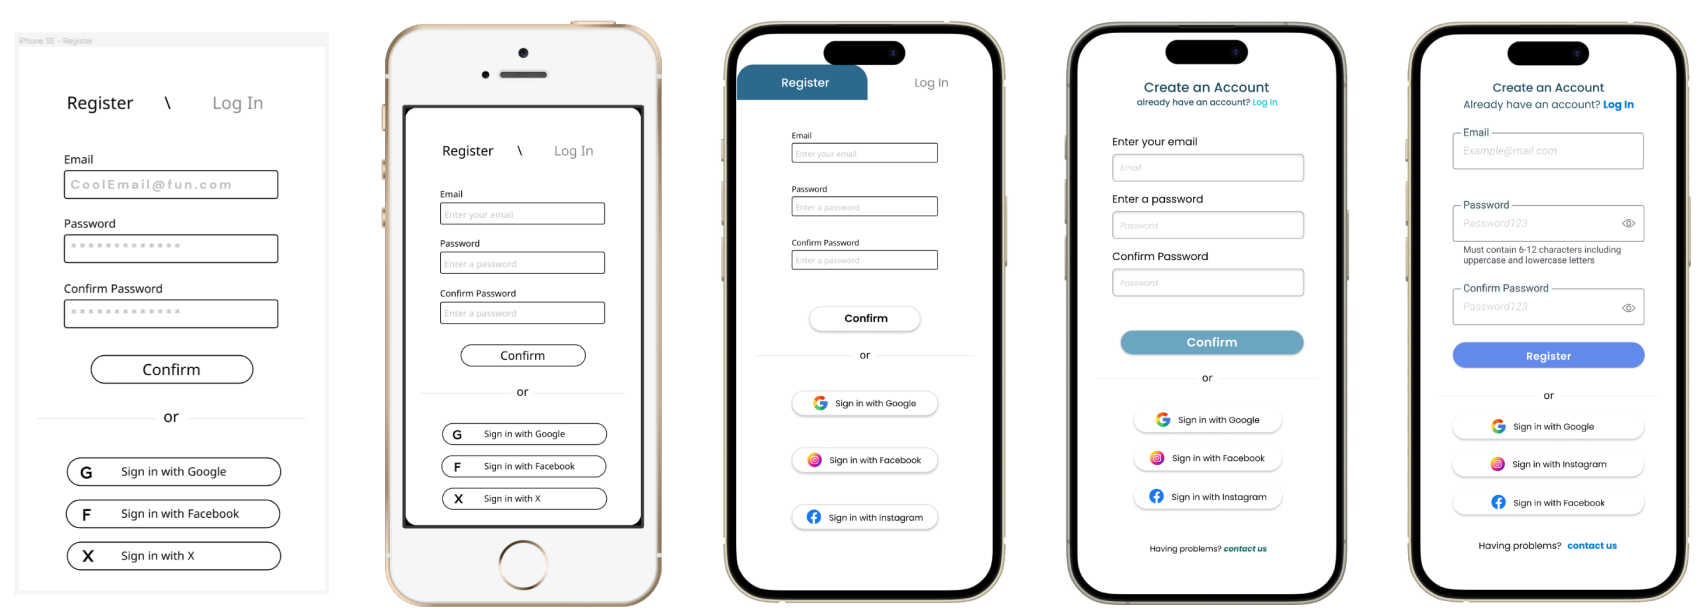 iPhone SE - Register
Register \ Log In
Email
CoolEmail@fun.com
Password
*************
Confirm Password
*************
Confirm
or
G Sign in with Google
F Sign in with Facebook
X Sign in with X
Register \ Log In
Email
Enter your email
Password
Enter a password
Confirm Password
Enter a password
Confirm
or
G Sign in with Google
F Sign in with Facebook
X Sign in with X
Register Log In
Email
Enter your email
Password
Enter a password
Confirm Password
Enter a password
Confirm
or
Sign in with Google
Sign in with Facebook
Sign in with Instagram
Create an Account
already have an account? Log In
Enter your email
Email
Enter a password
Password
Confirm Password
Password
Confirm
or
Sign in with Google
Sign in with Facebook
Sign in with Instagram
Having problems? contact us
Create an Account
Already have an account? Log In
Email
Example@mail.com
Password
Password123
Must contain 6-12 characters including
uppercase and lowercase letters
Confirm Password
Password123
Register
or
Sign in with Google
Sign in with Instagram
Sign in with Facebook
Having problems? contact us